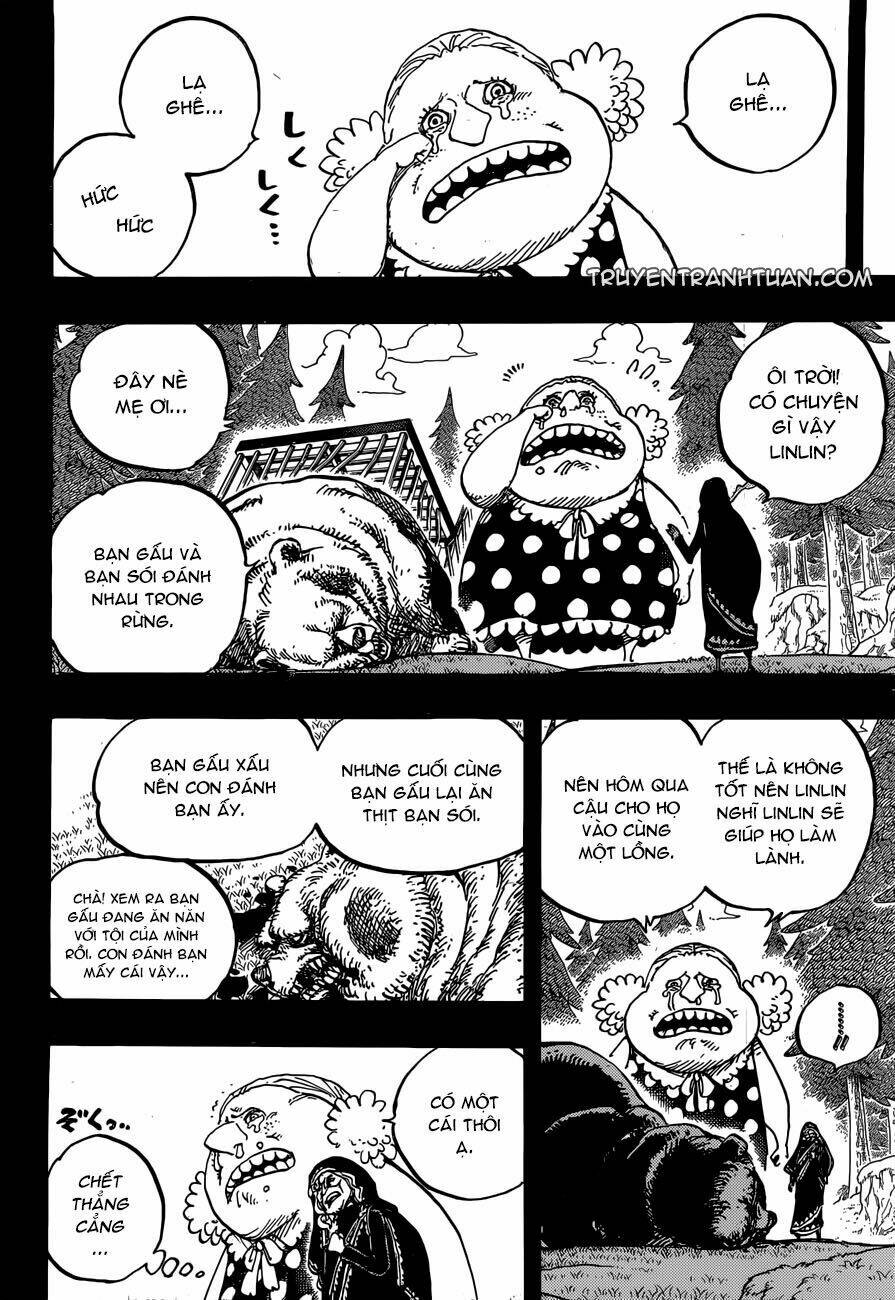 LẠ
GHÊ...
LẠ
GHÊ...
HỨC
HỨC
しく
しく...
TRUYENTRANHTUAN.COM
ÔI TRỜI!
CÓ CHUYỆN
GÌ VẬY
LINLIN?
ĐÂY NÈ
MẸ ƠI...
BẠN GẤU VÀ
BẠN SÓI ĐÁNH
NHAU TRONG
RỪNG.
THẾ LÀ KHÔNG
TỐT NÊN LINLIN
NGHĨ LINLIN SẼ
GIÚP HỌ LÀM
LÀNH.
NÊN HÔM QUA
CẬU CHO HỌ
VÀO CÙNG
MỘT LỒNG.
.......!!
NHƯNG CUỐI CÙNG
BẠN GẤU LẠI ĂN
THỊT BẠN SÓI.
BẠN GẤU XẤU
NÊN CON ĐÁNH
BẠN ẤY.
CHÀ! XEM RA BẠN
GẤU ĐANG ĂN NĂN
VỚI TỘI CỦA MÌNH
RỒI. CON ĐÁNH BẠN
MẤY CÁI VẬY...
CÓ MỘT
CÁI THÔI
Ạ.
ぞくっ..
CHẾT
THẲNG
CẲNG
...